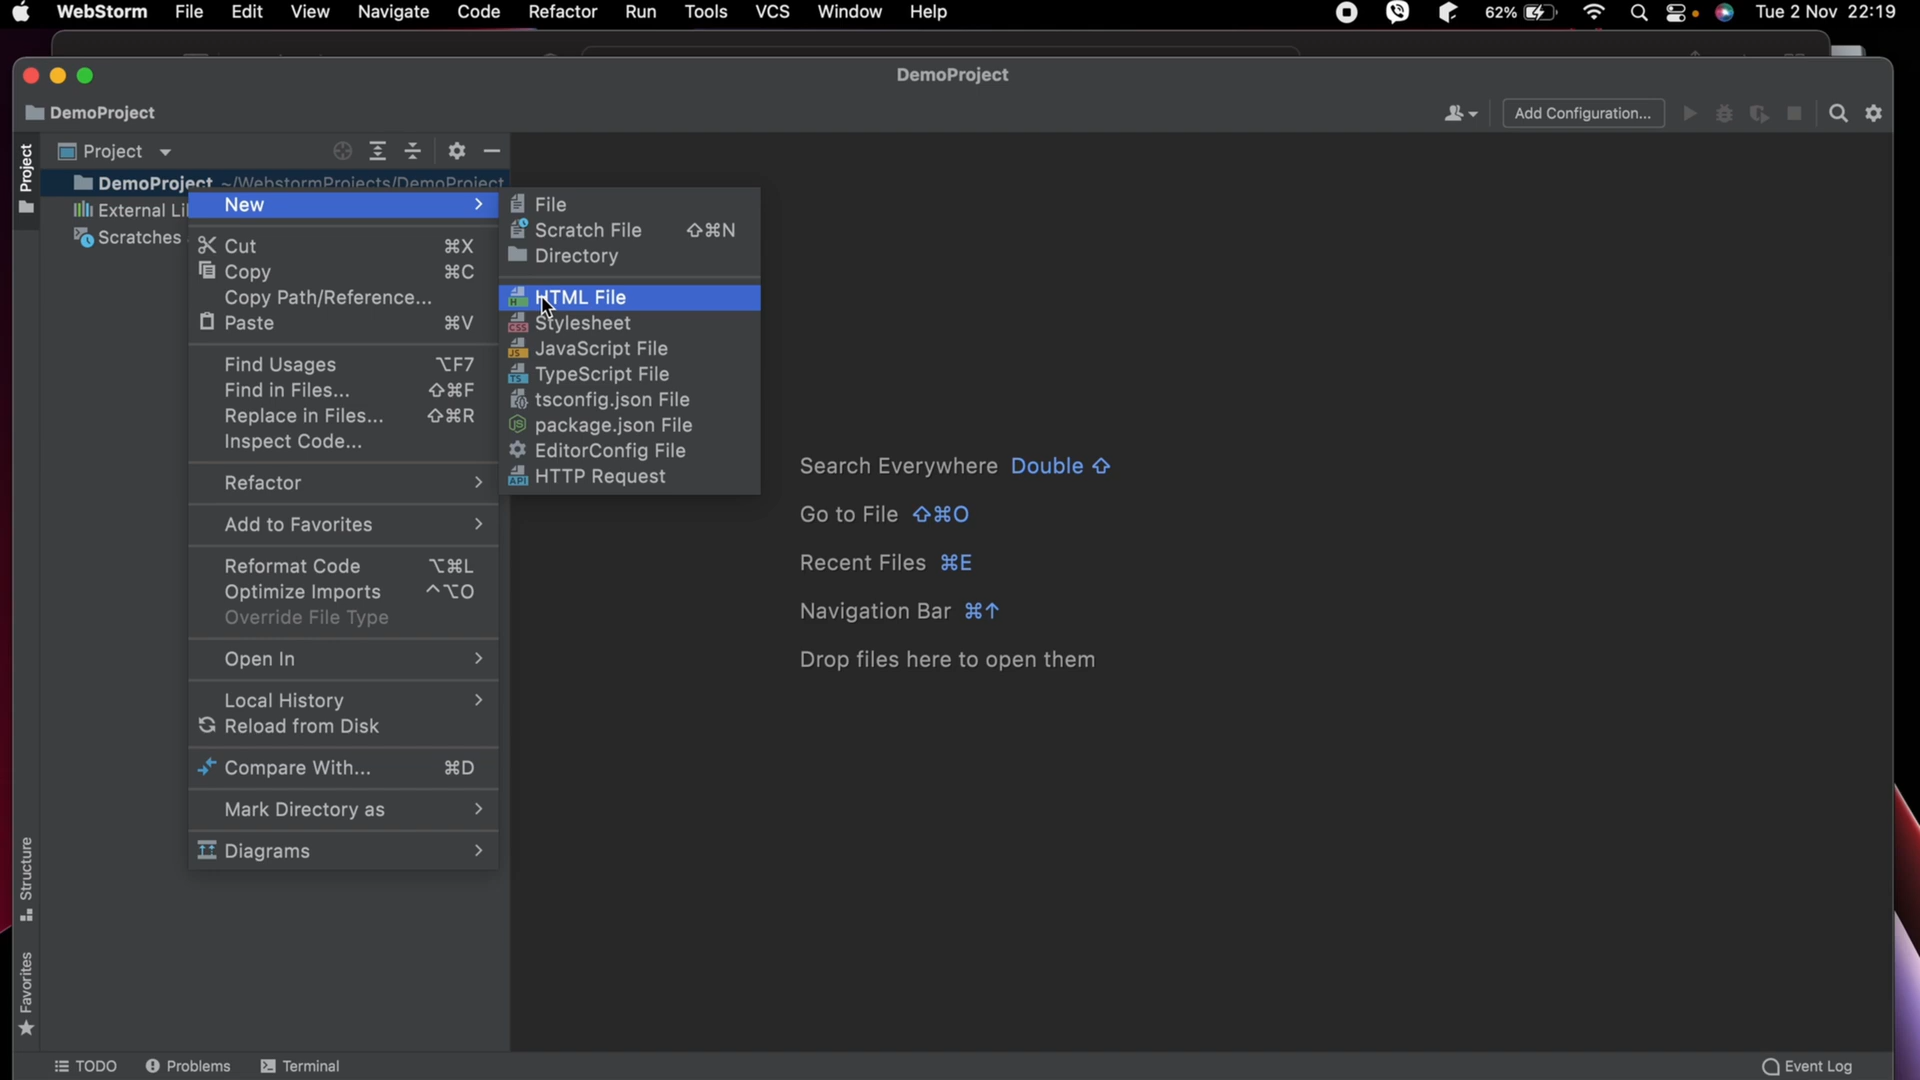 WebStorm File Edit View Navigate Code Refactor Run Tools VCS Window Help 62% Tue 2 Nov 22:19
DemoProject
DemoProject Add Configuration...
Project
Project
DemoProject ~/WebstormProjects/DemoProject
External Li
Scratches
New
Cut ⌘X
Copy ⌘C
Copy Path/Reference...
Paste ⌘V
Find Usages ⌥F7
Find in Files... ⇧⌘F
Replace in Files... ⇧⌘R
Inspect Code...
Refactor
Add to Favorites
Reformat Code ⌥⌘L
Optimize Imports ^⌥O
Override File Type
Open In
Local History
Reload from Disk
Compare With... ⌘D
Mark Directory as
Diagrams
File
Scratch File ⇧⌘N
Directory
HTML File
Stylesheet
JavaScript File
TypeScript File
tsconfig.json File
package.json File
EditorConfig File
HTTP Request
Search Everywhere Double ⇧
Go to File ⇧⌘O
Recent Files ⌘E
Navigation Bar ⌘↑
Drop files here to open them
Structure
Favorites
TODO Problems Terminal Event Log